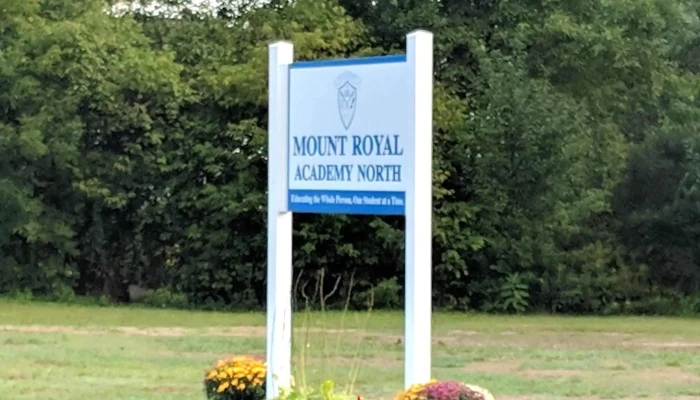 MOUNT ROYAL
ACADEMY NORTH
Educating the Whole Person, One Student at a Time.